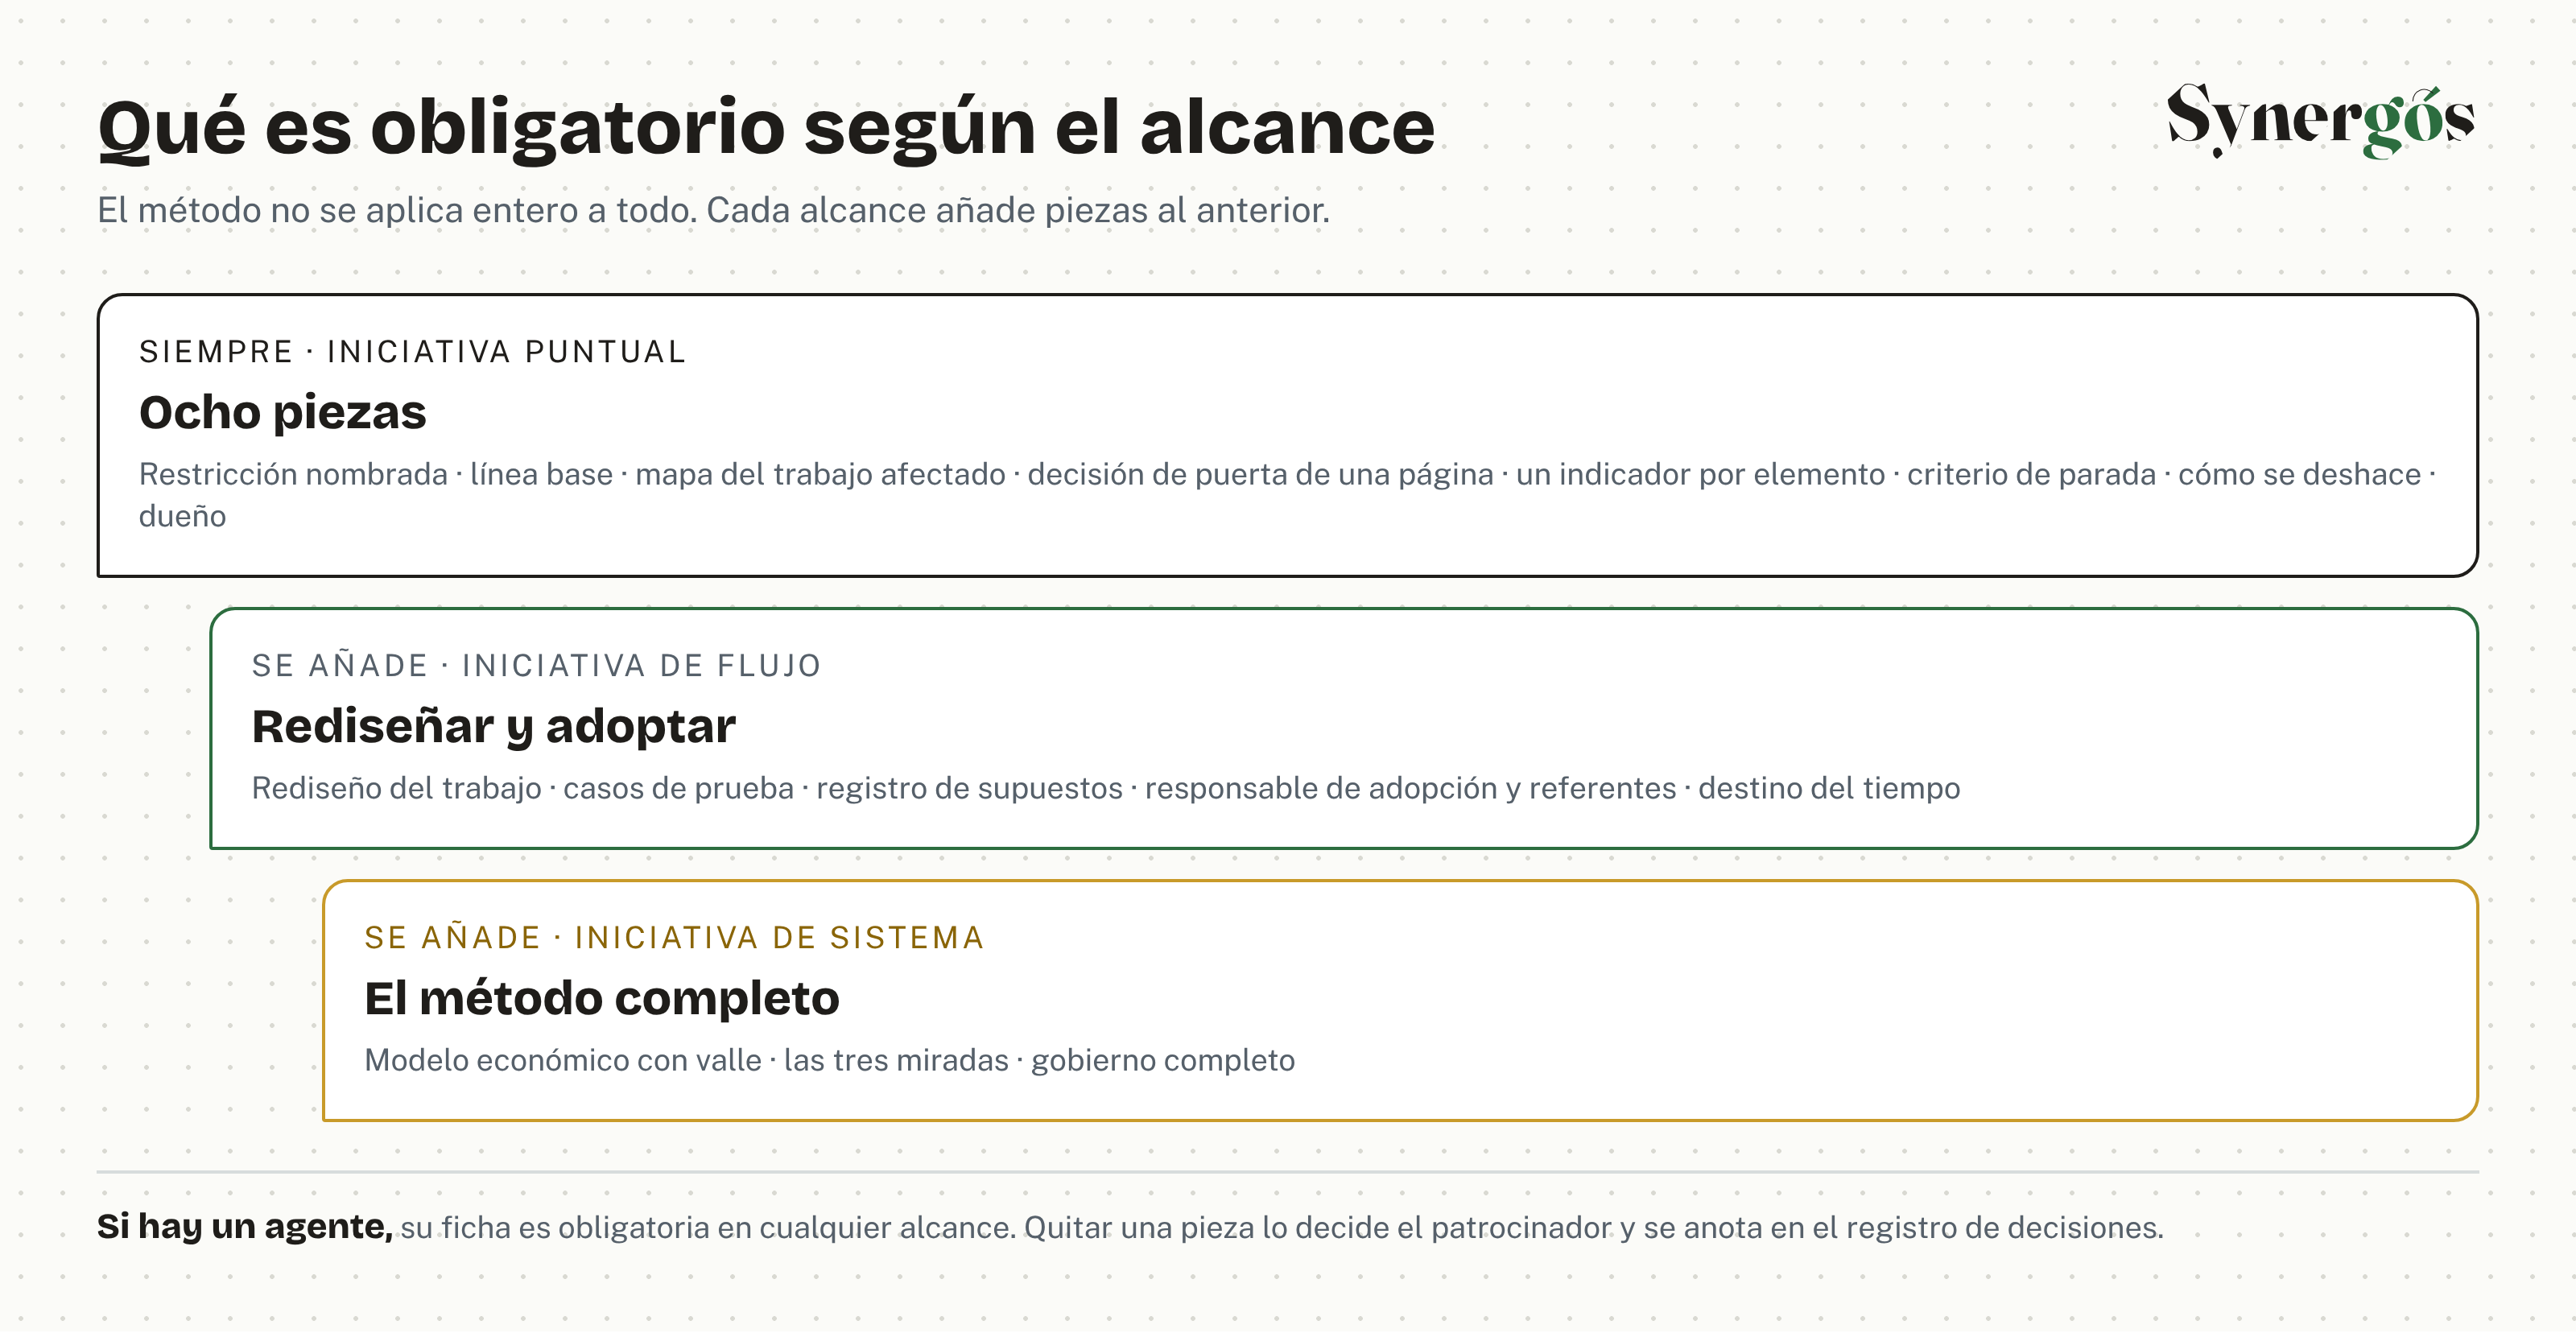 Qué es obligatorio según el alcance
Synergós
El método no se aplica entero a todo. Cada alcance añade piezas al anterior.
SIEMPRE · INICIATIVA PUNTUAL
Ocho piezas
Restricción nombrada · línea base · mapa del trabajo afectado · decisión de puerta de una página · un indicador por elemento · criterio de parada · cómo se deshace ·
dueño
SE AÑADE · INICIATIVA DE FLUJO
Rediseñar y adoptar
Rediseño del trabajo · casos de prueba · registro de supuestos · responsable de adopción y referentes · destino del tiempo
SE AÑADE · INICIATIVA DE SISTEMA
El método completo
Modelo económico con valle · las tres miradas · gobierno completo
Si hay un agente, su ficha es obligatoria en cualquier alcance. Quitar una pieza lo decide el patrocinador y se anota en el registro de decisiones.